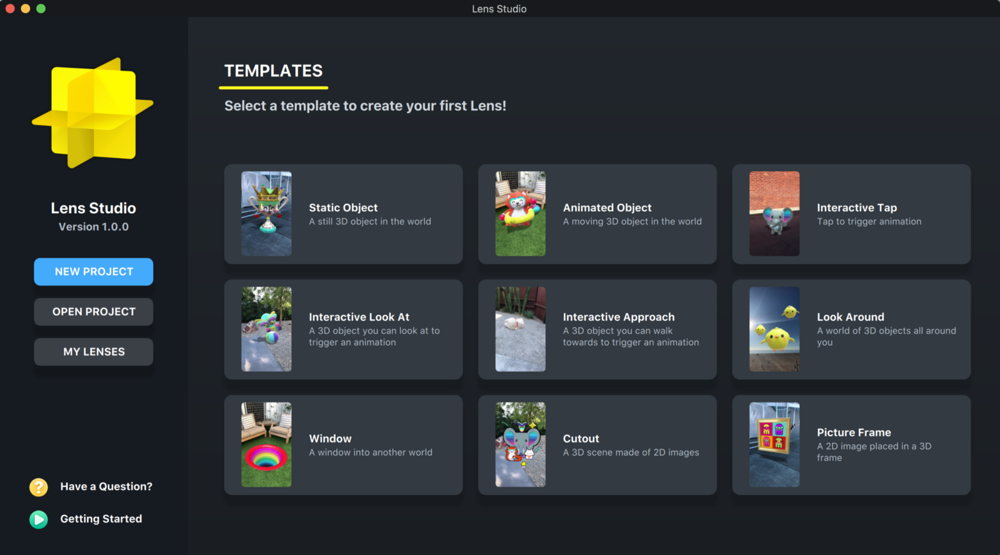 Lens Studio
Lens Studio
Version 1.0.0
NEW PROJECT
OPEN PROJECT
MY LENSES
? Have a Question?
Getting Started
TEMPLATES
Select a template to create your first Lens!
Static Object
A still 3D object in the world
Animated Object
A moving 3D object in the world
Interactive Tap
Tap to trigger animation
Interactive Look At
A 3D object you can look at to
trigger an animation
Interactive Approach
A 3D object you can walk
towards to trigger an animation
Look Around
A world of 3D objects all around
you
Window
A window into another world
Cutout
A 3D scene made of 2D images
Picture Frame
A 2D image placed in a 3D
frame